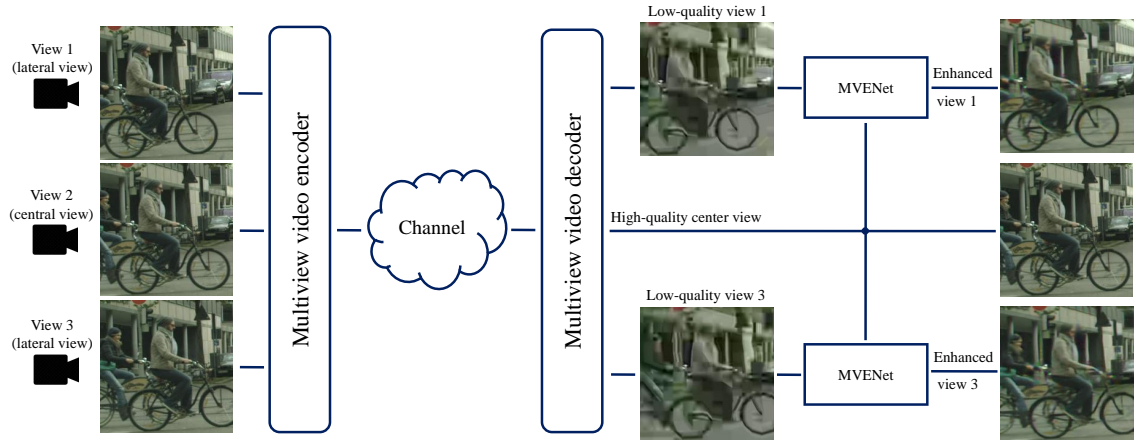 View 1
(lateral view)
View 2
(central view)
View 3
(lateral view)
Multiview video encoder
Channel
Multiview video decoder
Low-quality view 1
MVENet
Enhanced
view 1
High-quality center view
Low-quality view 3
MVENet
Enhanced
view 3